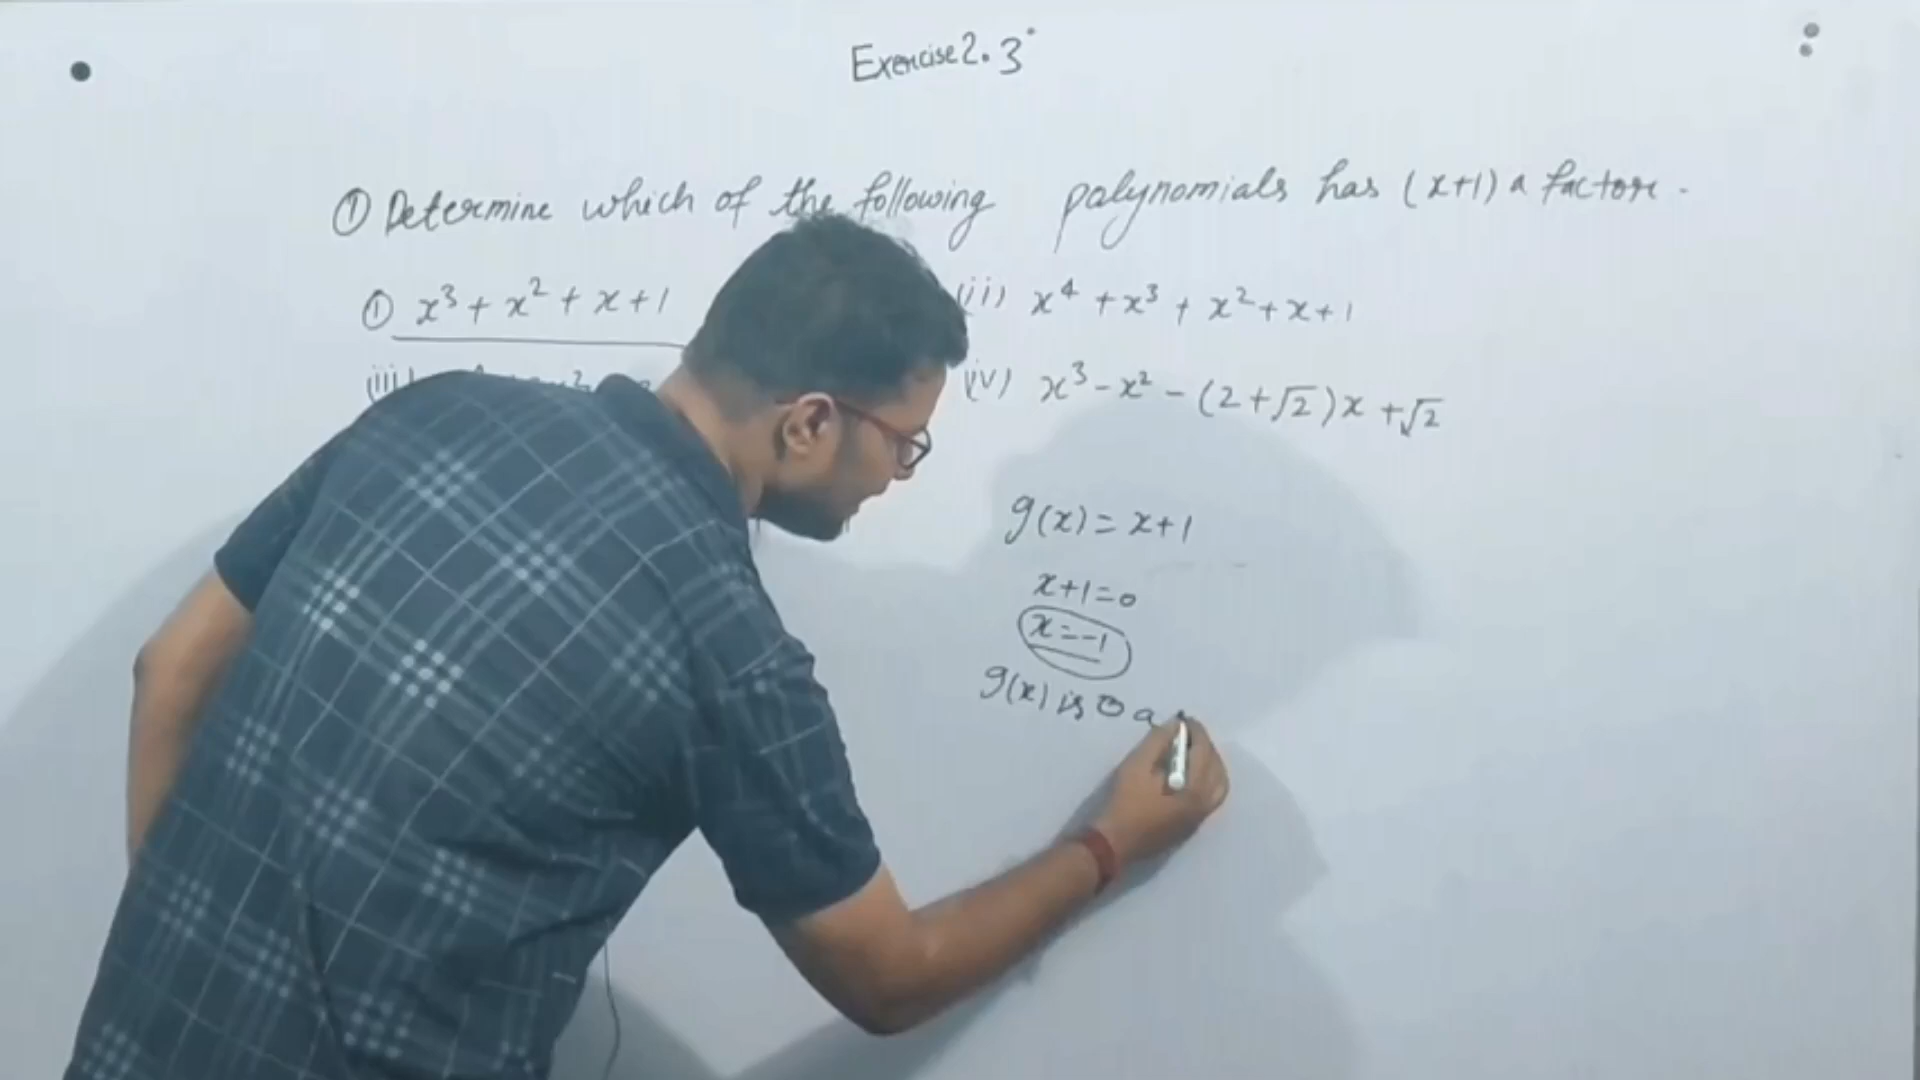 Exercise 2.3
① Determine which of the following polynomials has (x+1) a factor.
① x³ + x² + x + 1
(ii) x⁴ + x³ + x² + x + 1
(iii)
(iv) x³ - x² - (2+√2)x + √2
g(x) = x+1
x+1=0
x=-1
g(x) is a